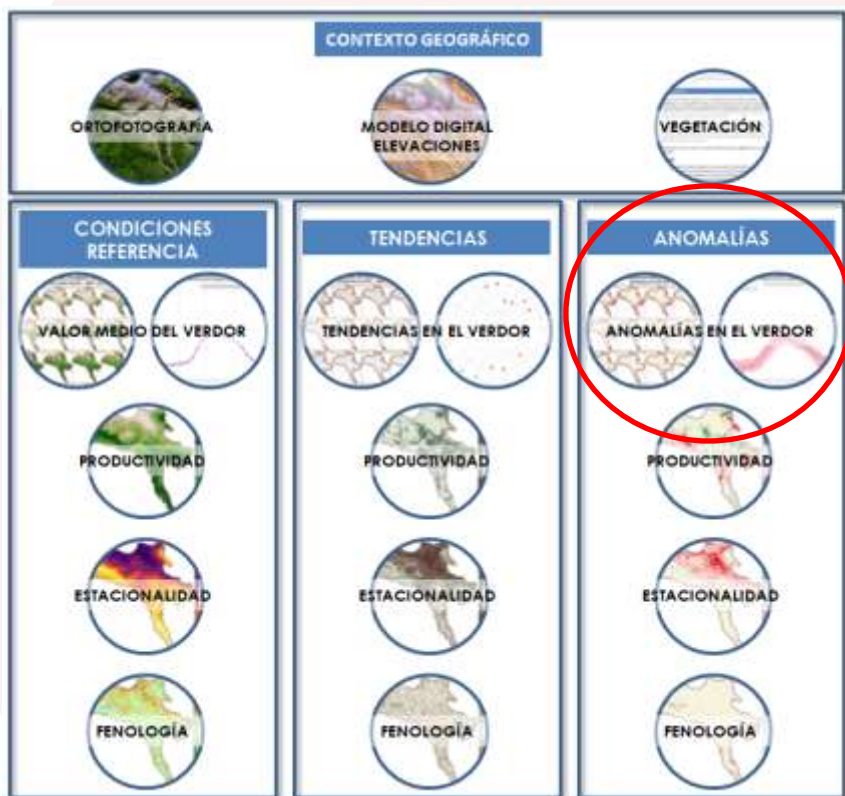 CONTEXTO GEOGRÁFICO
ORTOFOTOGRAFÍA
MODELO DIGITAL
ELEVACIONES
VEGETACIÓN
CONDICIONES
REFERENCIA
VALOR MEDIO DEL VERDOR
PRODUCTIVIDAD
ESTACIONALIDAD
FENOLOGÍA
TENDENCIAS
TENDENCIAS EN EL VERDOR
PRODUCTIVIDAD
ESTACIONALIDAD
FENOLOGÍA
ANOMALÍAS
ANOMALÍAS EN EL VERDOR
PRODUCTIVIDAD
ESTACIONALIDAD
FENOLOGÍA